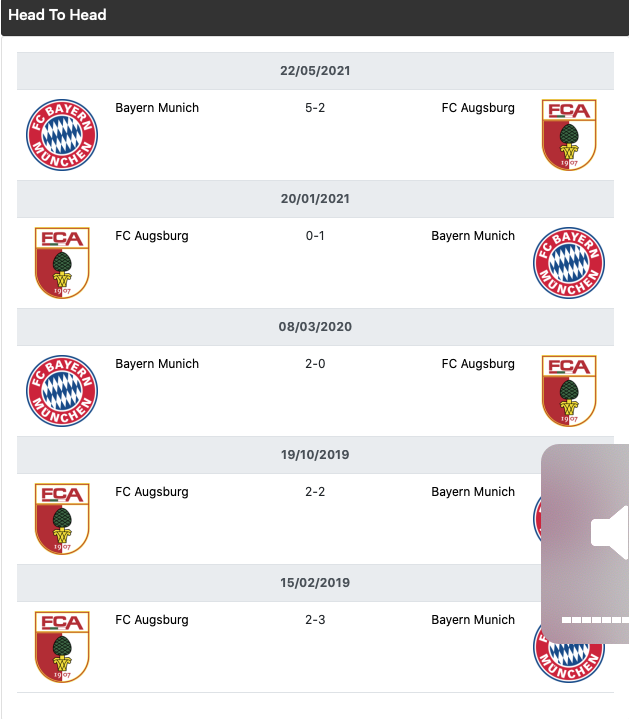 Head To Head
22/05/2021
Bayern Munich 5-2 FC Augsburg
FC BAYERN MÜNCHEN
FCA
1907
20/01/2021
FC Augsburg 0-1 Bayern Munich
FCA
1907
FC BAYERN MÜNCHEN
08/03/2020
Bayern Munich 2-0 FC Augsburg
FC BAYERN MÜNCHEN
FCA
1907
19/10/2019
FC Augsburg 2-2 Bayern Munich
FCA
1907
15/02/2019
FC Augsburg 2-3 Bayern Munich
FCA
1907
MÜNCHEN